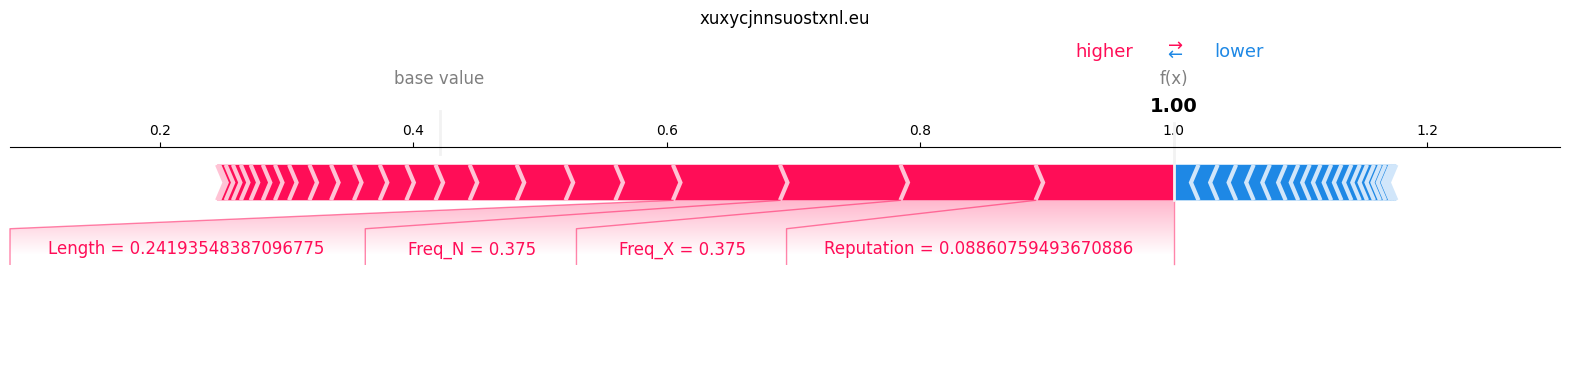 xuxycjnnsuostxnl.eu
higher ⇄ lower
base value f(x)
1.00
0.2 0.4 0.6 0.8 1.0 1.2
Length = 0.24193548387096775 Freq_N = 0.375 Freq_X = 0.375 Reputation = 0.08860759493670886